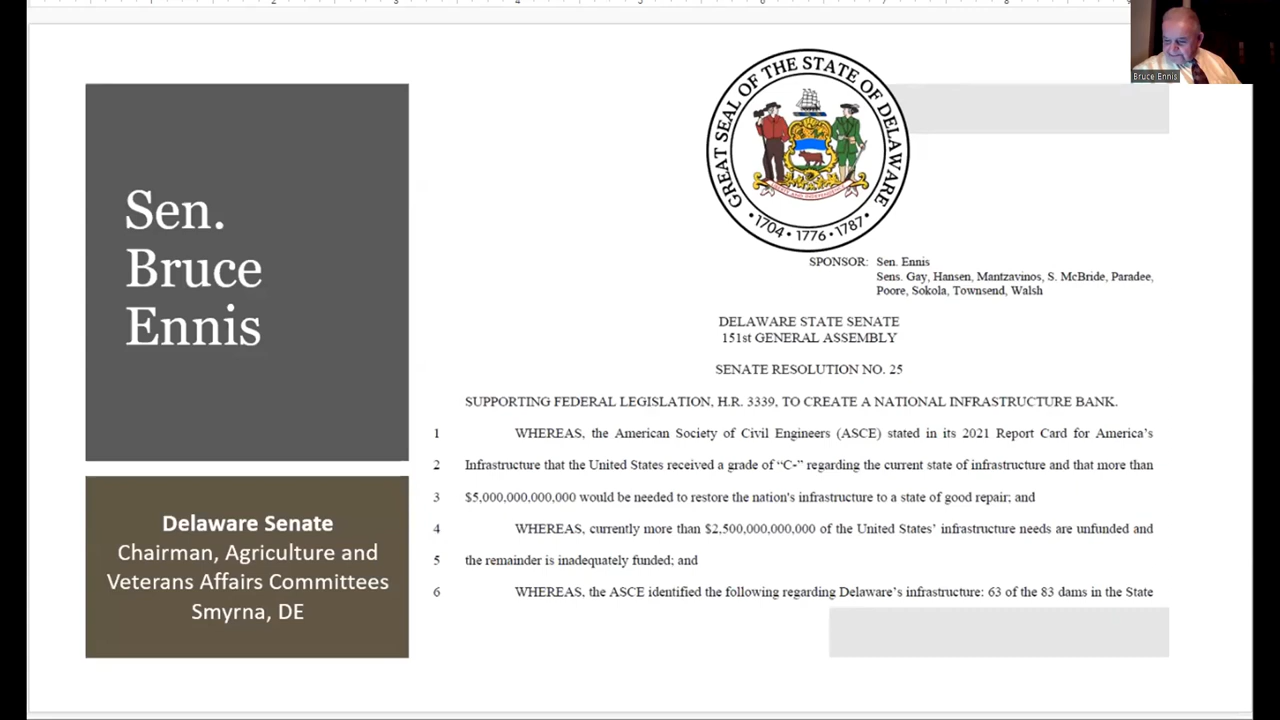 Bruce Ennis
GREAT SEAL OF THE STATE OF DELAWARE
• 1704 • 1776 • 1787 •
Sen.
Bruce
Ennis
Delaware Senate
Chairman, Agriculture and
Veterans Affairs Committees
Smyrna, DE
SPONSOR: Sen. Ennis
Sens. Gay, Hansen, Mantzavinos, S. McBride, Paradee,
Poore, Sokola, Townsend, Walsh
DELAWARE STATE SENATE
151st GENERAL ASSEMBLY
SENATE RESOLUTION NO. 25
SUPPORTING FEDERAL LEGISLATION, H.R. 3339, TO CREATE A NATIONAL INFRASTRUCTURE BANK.
1 WHEREAS, the American Society of Civil Engineers (ASCE) stated in its 2021 Report Card for America's
2 Infrastructure that the United States received a grade of “C-” regarding the current state of infrastructure and that more than
3 $5,000,000,000,000 would be needed to restore the nation's infrastructure to a state of good repair; and
4 WHEREAS, currently more than $2,500,000,000,000 of the United States’ infrastructure needs are unfunded and
5 the remainder is inadequately funded; and
6 WHEREAS, the ASCE identified the following regarding Delaware’s infrastructure: 63 of the 83 dams in the State